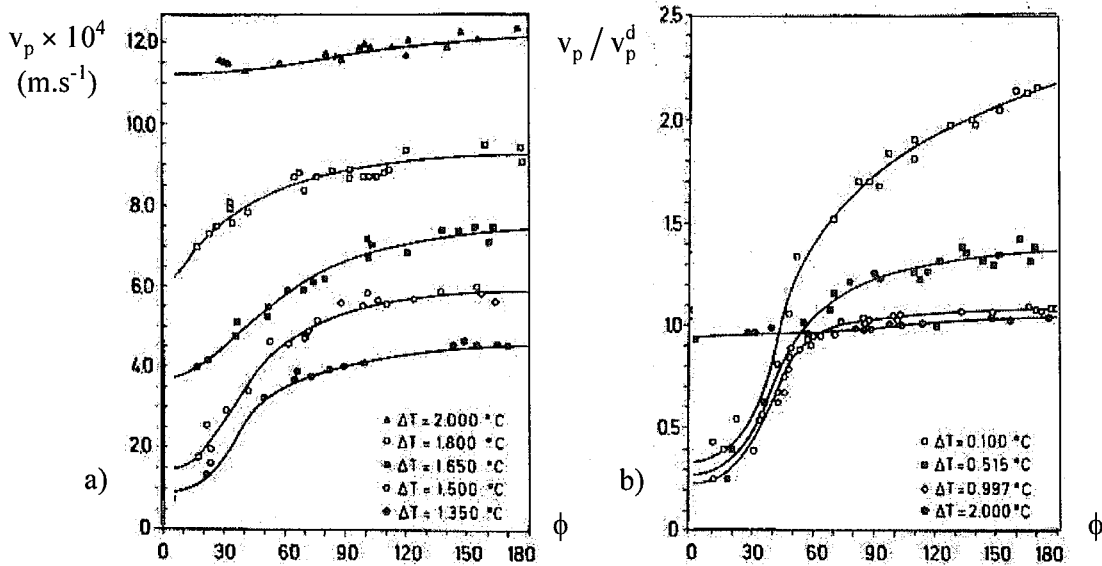 v_p × 10⁴
(m.s⁻¹)
12.0
10.0
8.0
6.0
4.0
2.0
0
ΔT = 2.000 °C
ΔT = 1.800 °C
ΔT = 1.650 °C
ΔT = 1.500 °C
ΔT = 1.350 °C
a)
0 30 60 90 120 150 180
ϕ
v_p / v_p^d
2.5
2.0
1.5
1.0
0.5
0
ΔT = 0.100 °C
ΔT = 0.515 °C
ΔT = 0.997 °C
ΔT = 2.000 °C
b)
0 30 60 90 120 150 180
ϕ